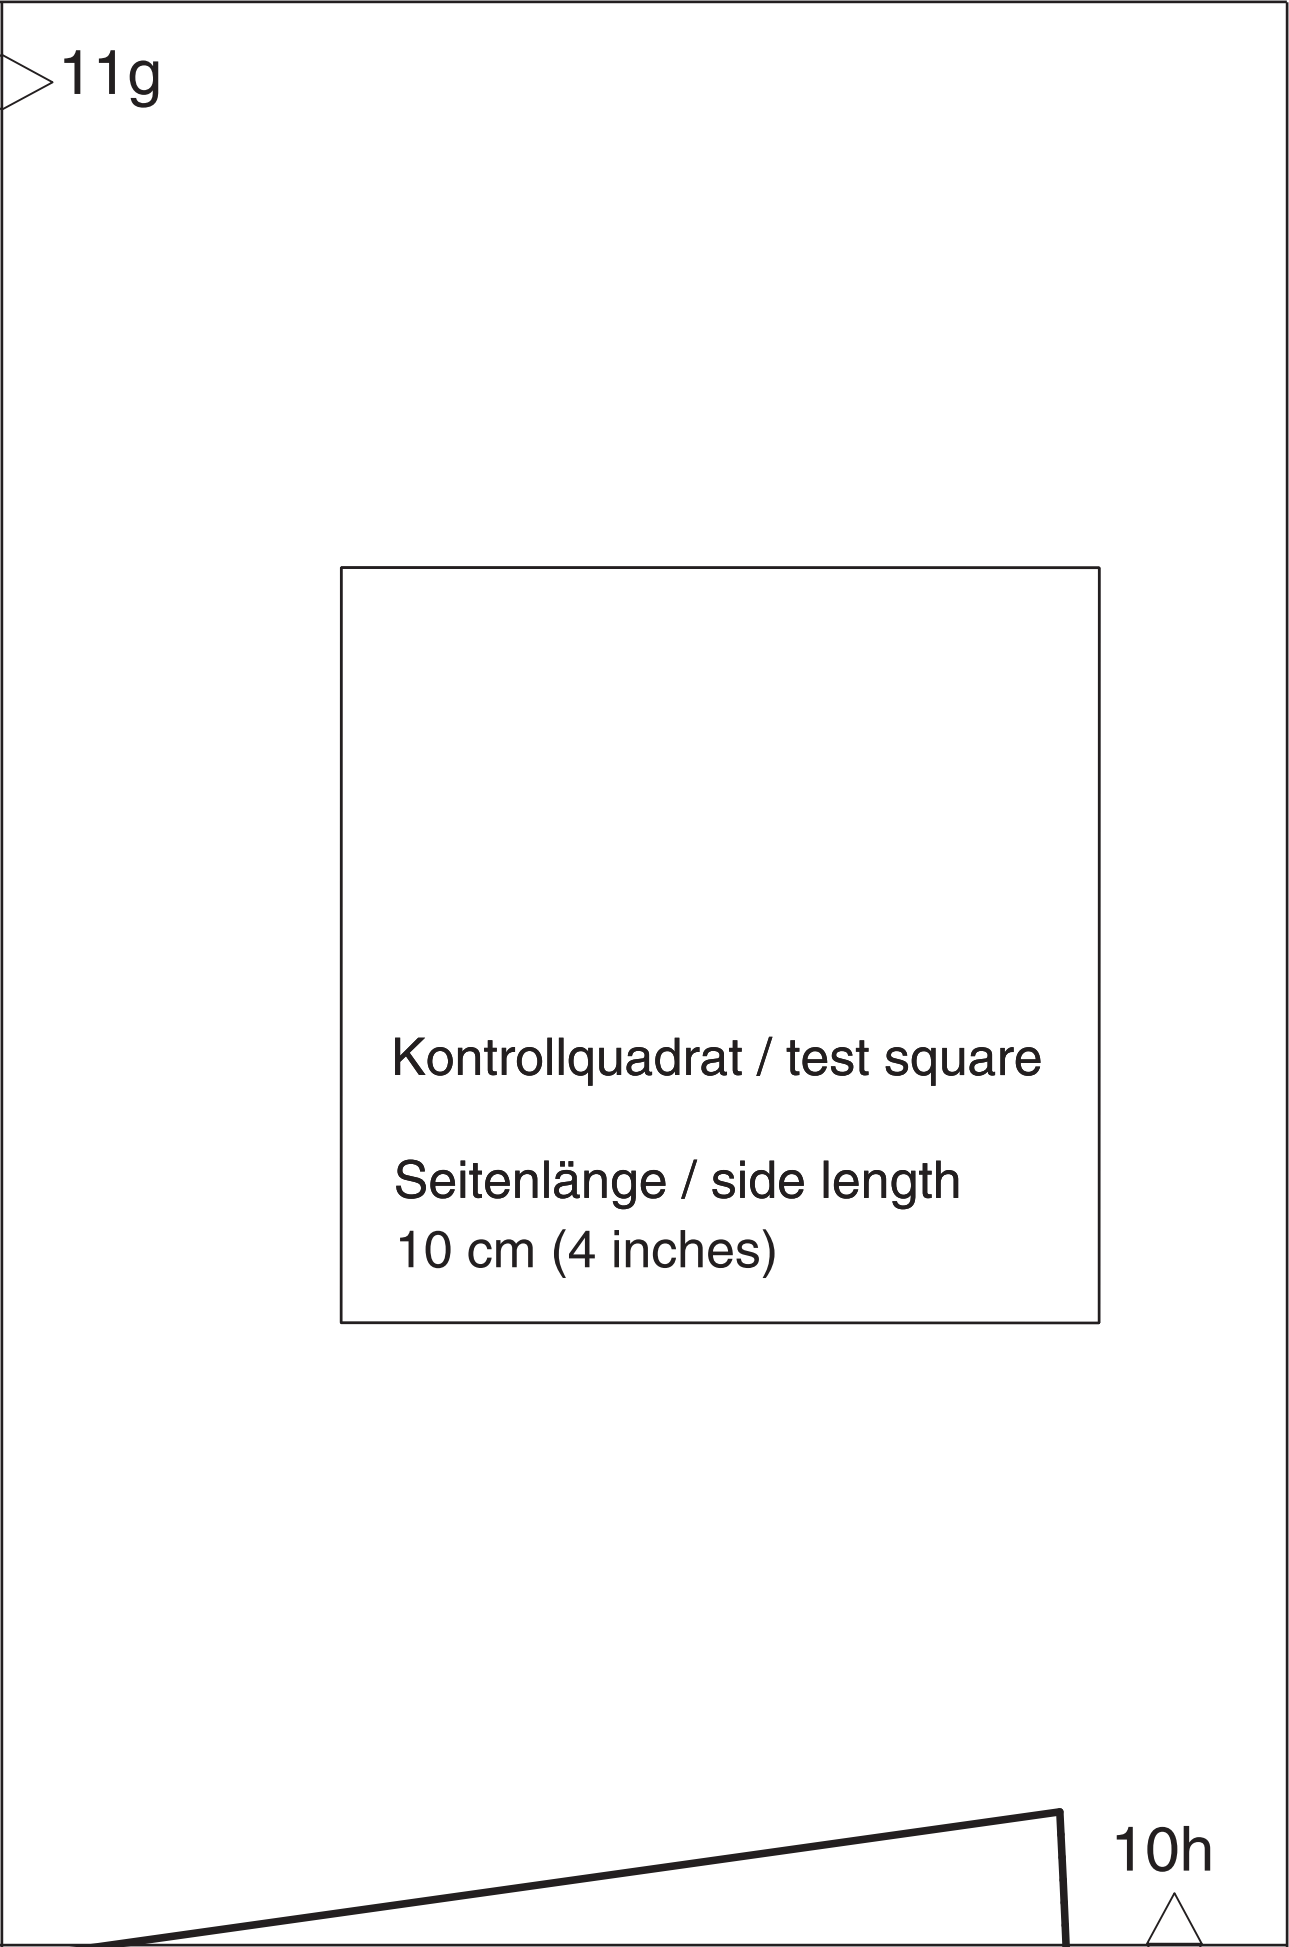 11g
Kontrollquadrat / test square
Seitenlänge / side length
10 cm (4 inches)
10h